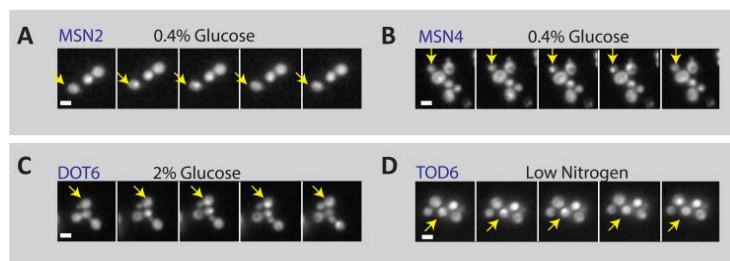 A MSN2 0.4% Glucose
B MSN4 0.4% Glucose
C DOT6 2% Glucose
D TOD6 Low Nitrogen